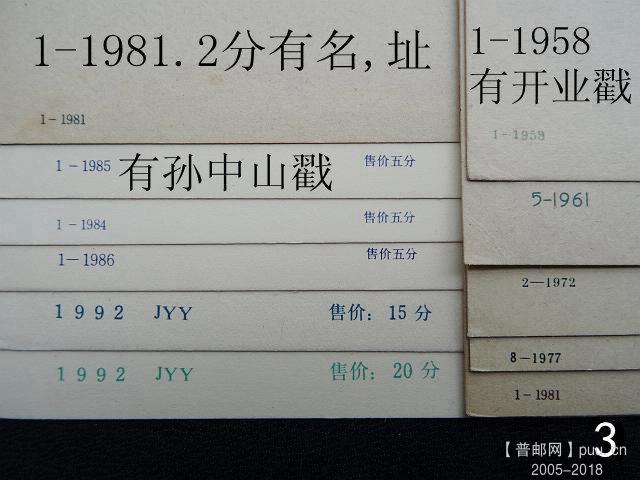 1-1981.2分有名,址
1-1981
1-1985 有孙中山戳 售价五分
1-1984 售价五分
1-1986 售价五分
1992 JYY 售价: 15 分
1992 JYY 售价: 20 分
1-1958
有开业戳
1-1958
5-1961
2-1972
8-1977
1-1981
3
【普邮网】pu
.cn
2005-2018